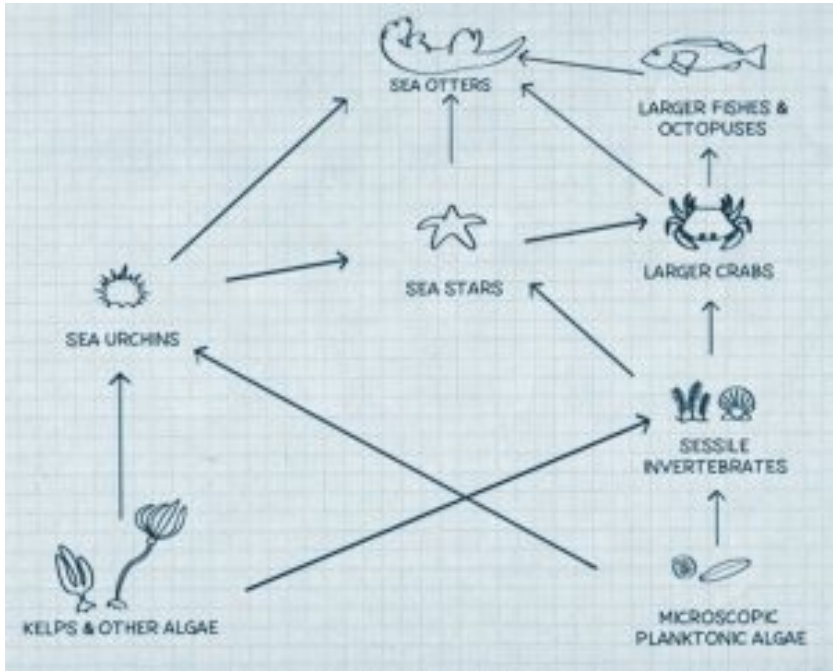 SEA OTTERS
LARGER FISHES &
OCTOPUSES
SEA STARS
LARGER CRABS
SEA URCHINS
SESSILE
INVERTEBRATES
KELPS & OTHER ALGAE
MICROSCOPIC
PLANKTONIC ALGAE